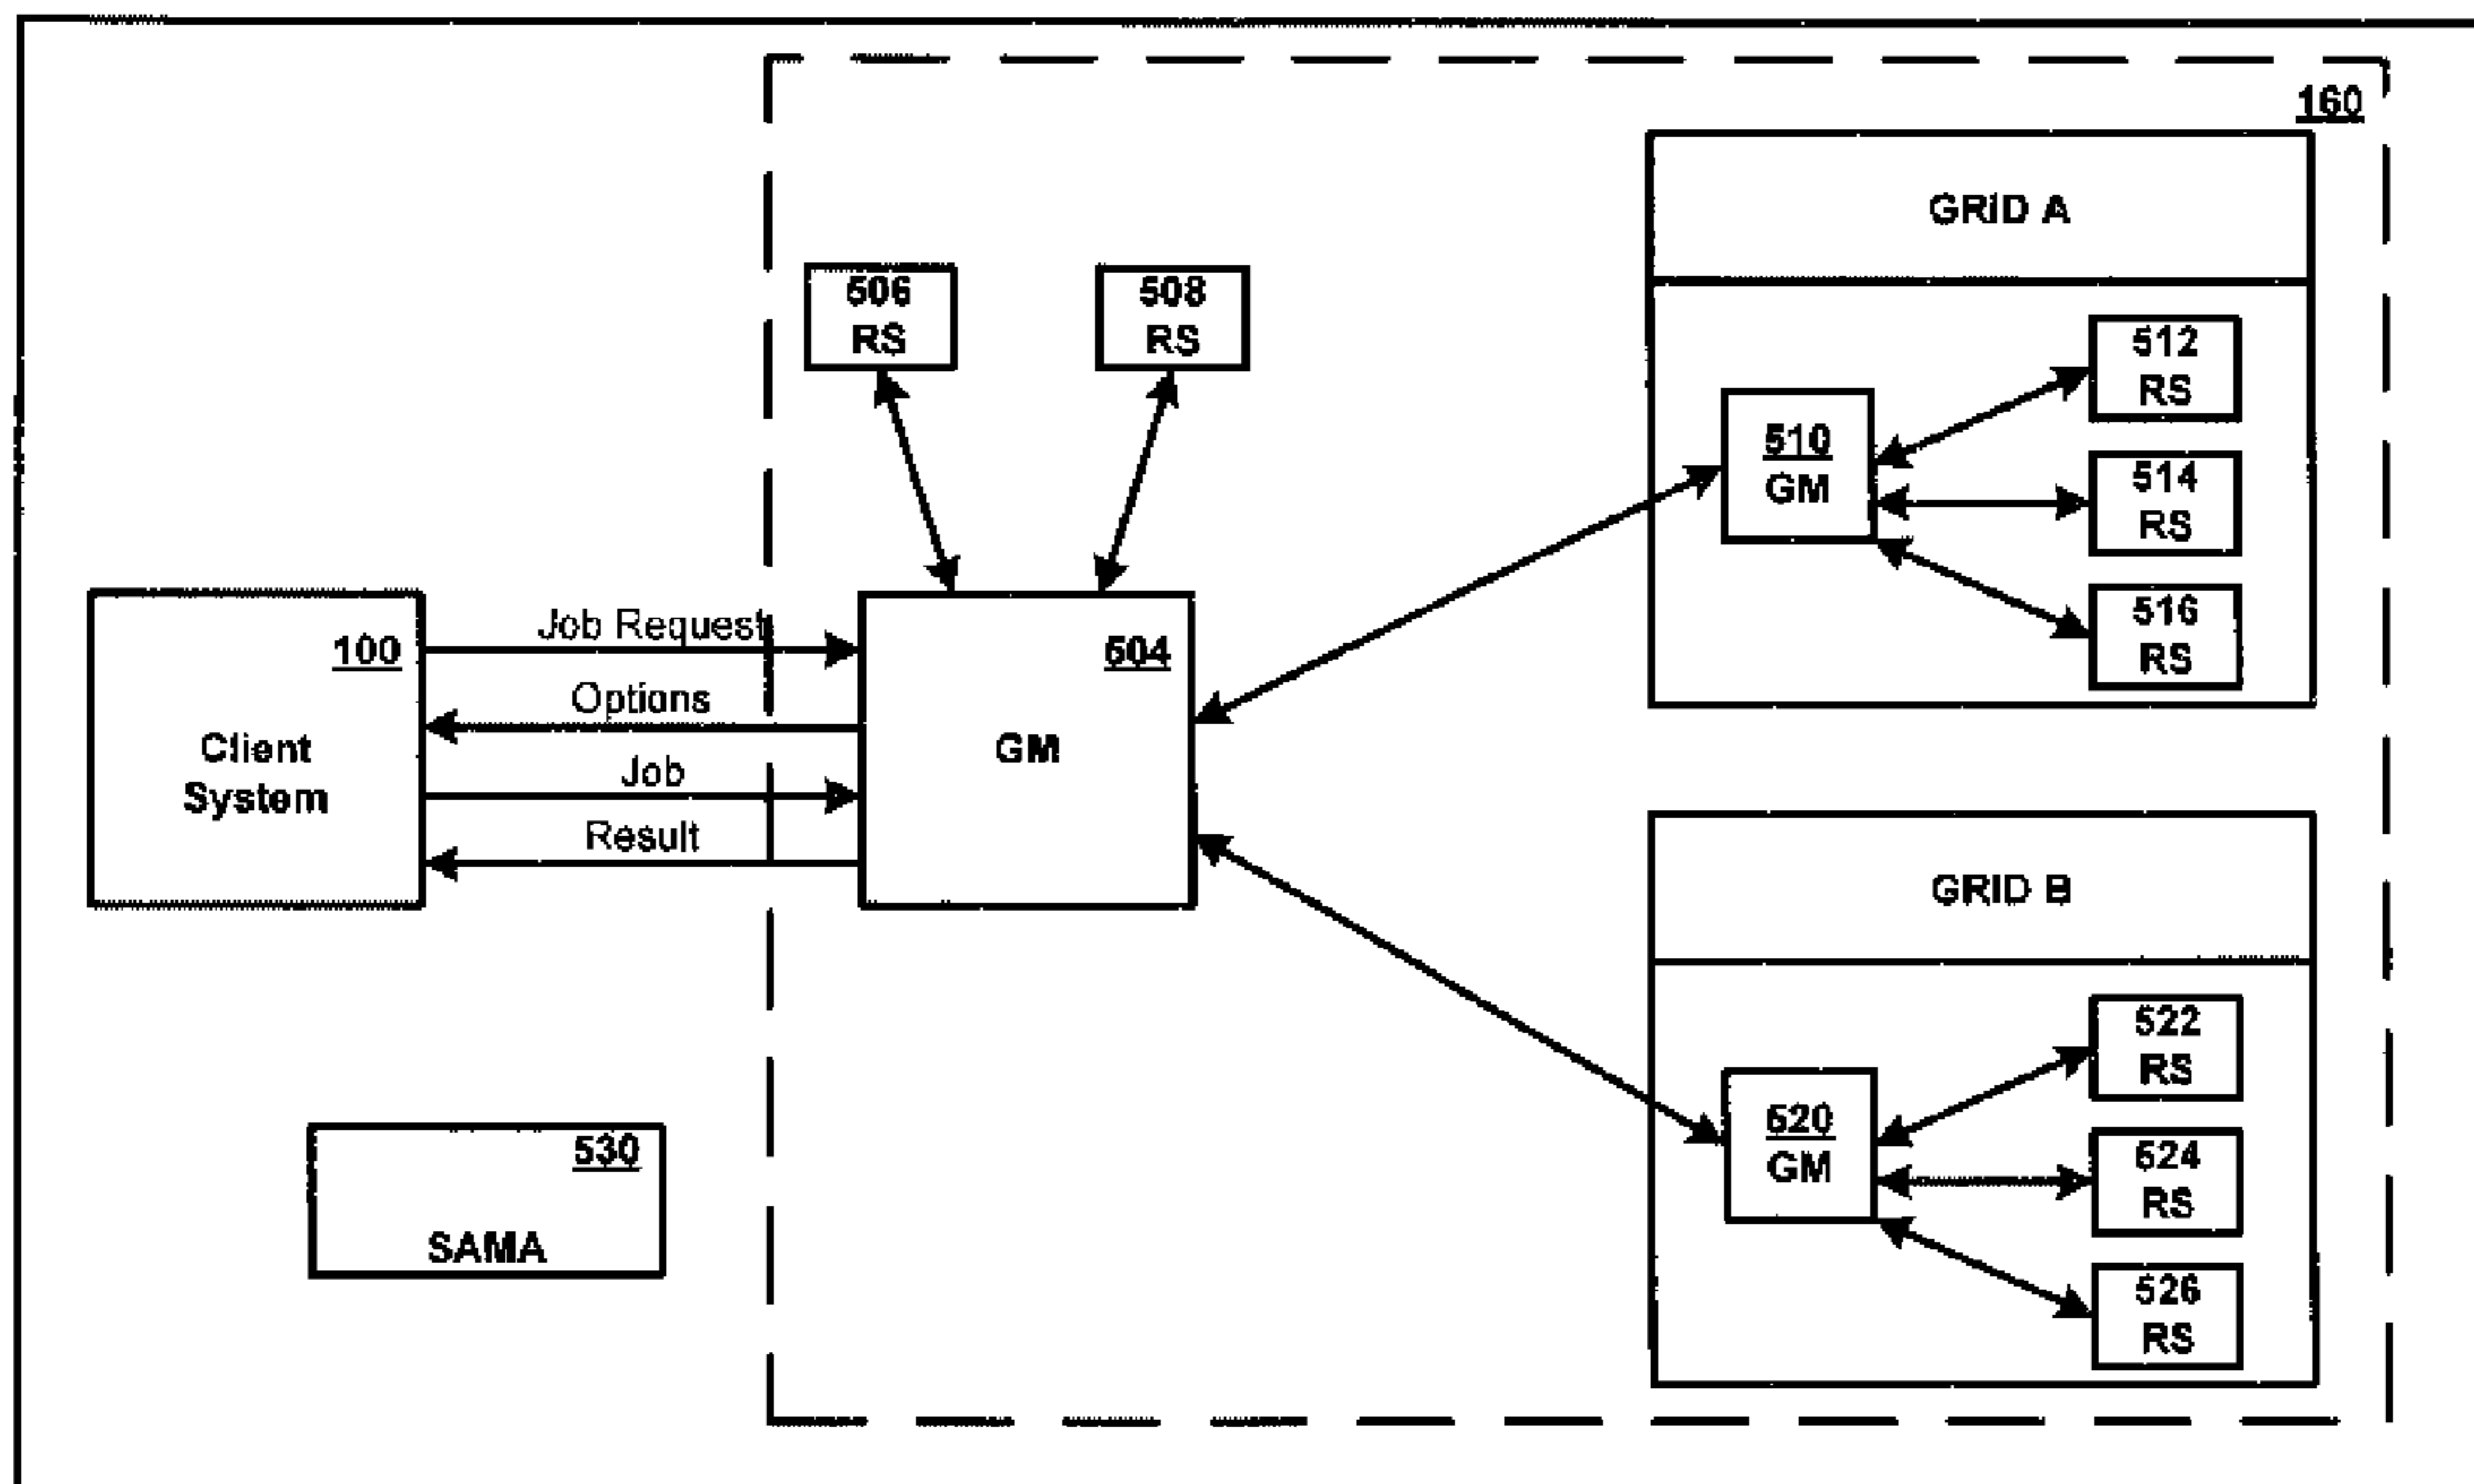 160
GRID A
506
RS
508
RS
512
RS
510
GM
514
RS
516
RS
100
Client
System
Job Request
Options
Job
Result
504
GM
GRID B
522
RS
520
GM
524
RS
526
RS
530
SAMA